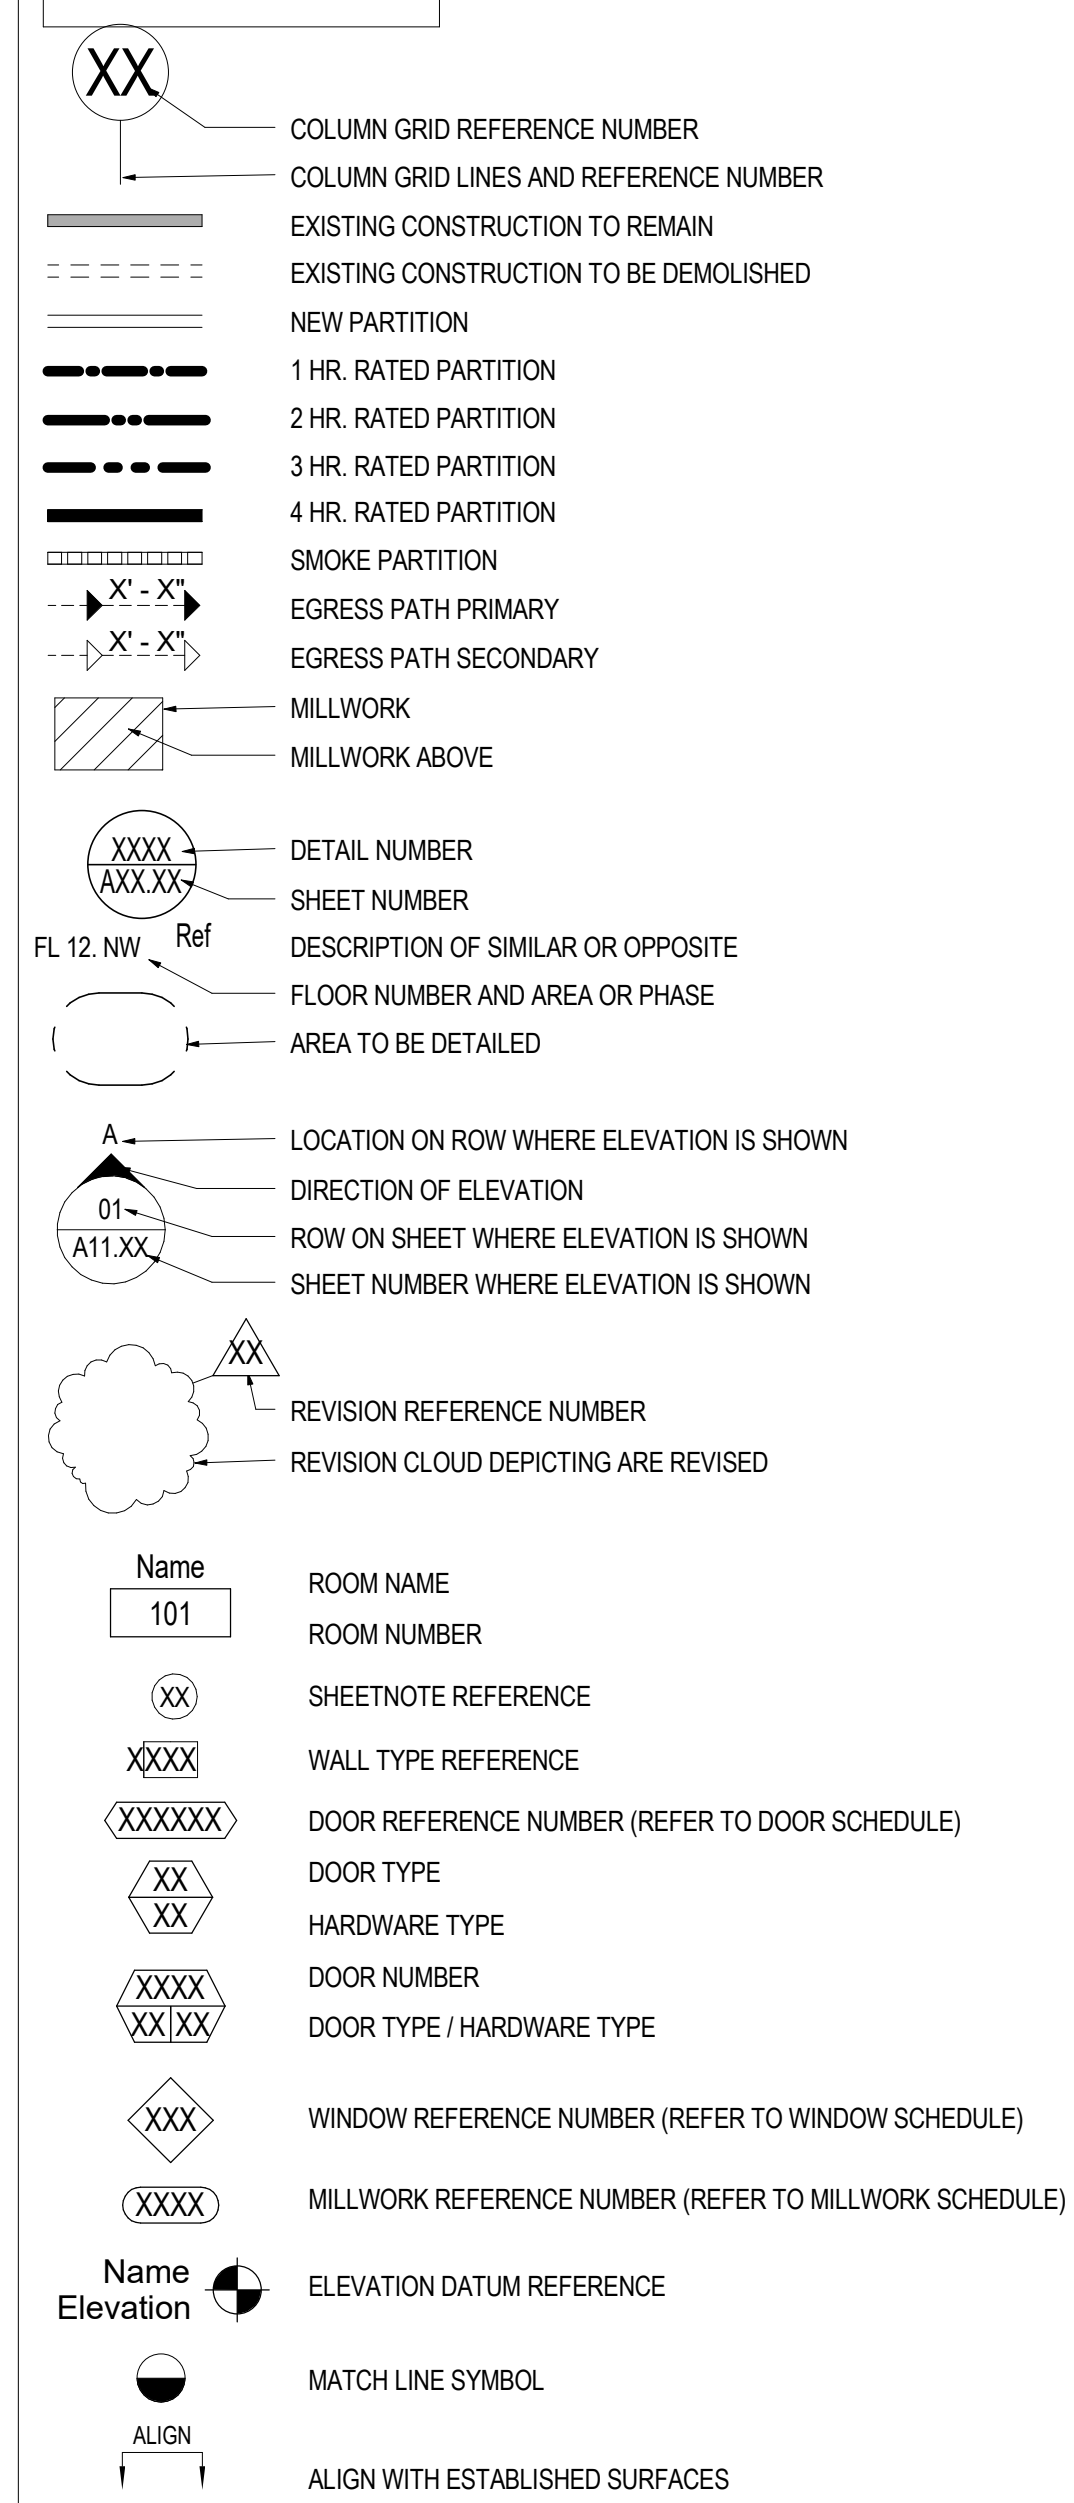 XX
COLUMN GRID REFERENCE NUMBER
COLUMN GRID LINES AND REFERENCE NUMBER
EXISTING CONSTRUCTION TO REMAIN
EXISTING CONSTRUCTION TO BE DEMOLISHED
NEW PARTITION
1 HR. RATED PARTITION
2 HR. RATED PARTITION
3 HR. RATED PARTITION
4 HR. RATED PARTITION
SMOKE PARTITION
X' - X"
EGRESS PATH PRIMARY
X' - X"
EGRESS PATH SECONDARY
MILLWORK
MILLWORK ABOVE
XXXX
DETAIL NUMBER
AXX.XX
SHEET NUMBER
FL 12. NW Ref DESCRIPTION OF SIMILAR OR OPPOSITE
FLOOR NUMBER AND AREA OR PHASE
AREA TO BE DETAILED
A
LOCATION ON ROW WHERE ELEVATION IS SHOWN
DIRECTION OF ELEVATION
01
ROW ON SHEET WHERE ELEVATION IS SHOWN
A11.XX
SHEET NUMBER WHERE ELEVATION IS SHOWN
XX
REVISION REFERENCE NUMBER
REVISION CLOUD DEPICTING ARE REVISED
Name
ROOM NAME
101
ROOM NUMBER
XX SHEETNOTE REFERENCE
XXXX WALL TYPE REFERENCE
XXXXXX DOOR REFERENCE NUMBER (REFER TO DOOR SCHEDULE)
XX DOOR TYPE
XX HARDWARE TYPE
XXXX DOOR NUMBER
XX XX DOOR TYPE / HARDWARE TYPE
XXX WINDOW REFERENCE NUMBER (REFER TO WINDOW SCHEDULE)
XXXX MILLWORK REFERENCE NUMBER (REFER TO MILLWORK SCHEDULE)
Name
Elevation
ELEVATION DATUM REFERENCE
MATCH LINE SYMBOL
ALIGN
ALIGN WITH ESTABLISHED SURFACES